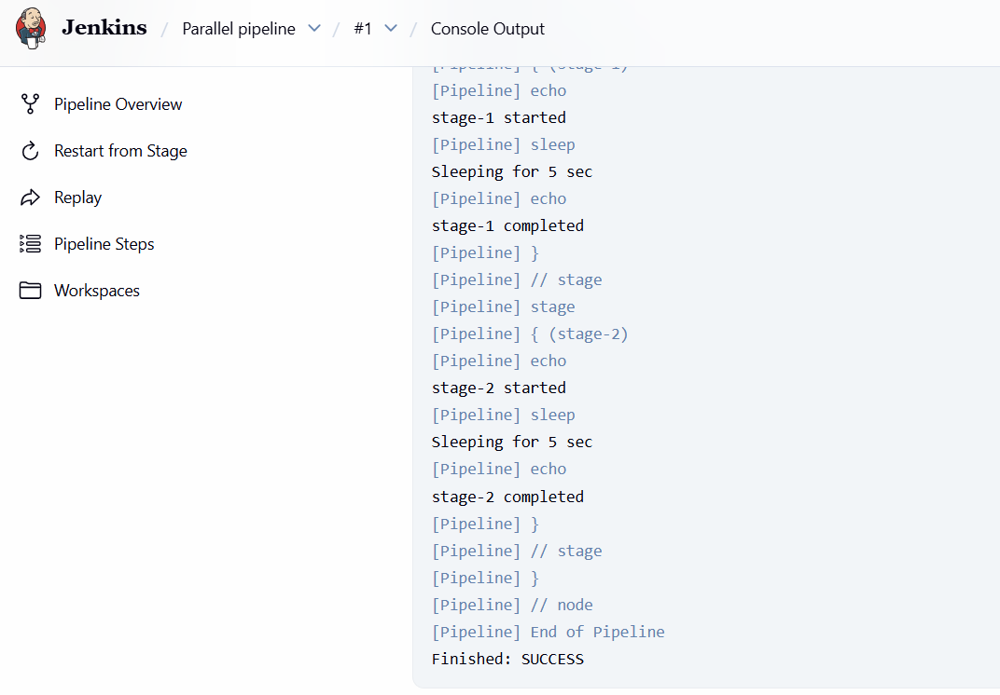 Jenkins / Parallel pipeline / #1 / Console Output
Pipeline Overview
Restart from Stage
Replay
Pipeline Steps
Workspaces
[Pipeline] { (stage-1)
[Pipeline] echo
stage-1 started
[Pipeline] sleep
Sleeping for 5 sec
[Pipeline] echo
stage-1 completed
[Pipeline] }
[Pipeline] // stage
[Pipeline] stage
[Pipeline] { (stage-2)
[Pipeline] echo
stage-2 started
[Pipeline] sleep
Sleeping for 5 sec
[Pipeline] echo
stage-2 completed
[Pipeline] }
[Pipeline] // stage
[Pipeline] }
[Pipeline] // node
[Pipeline] End of Pipeline
Finished: SUCCESS